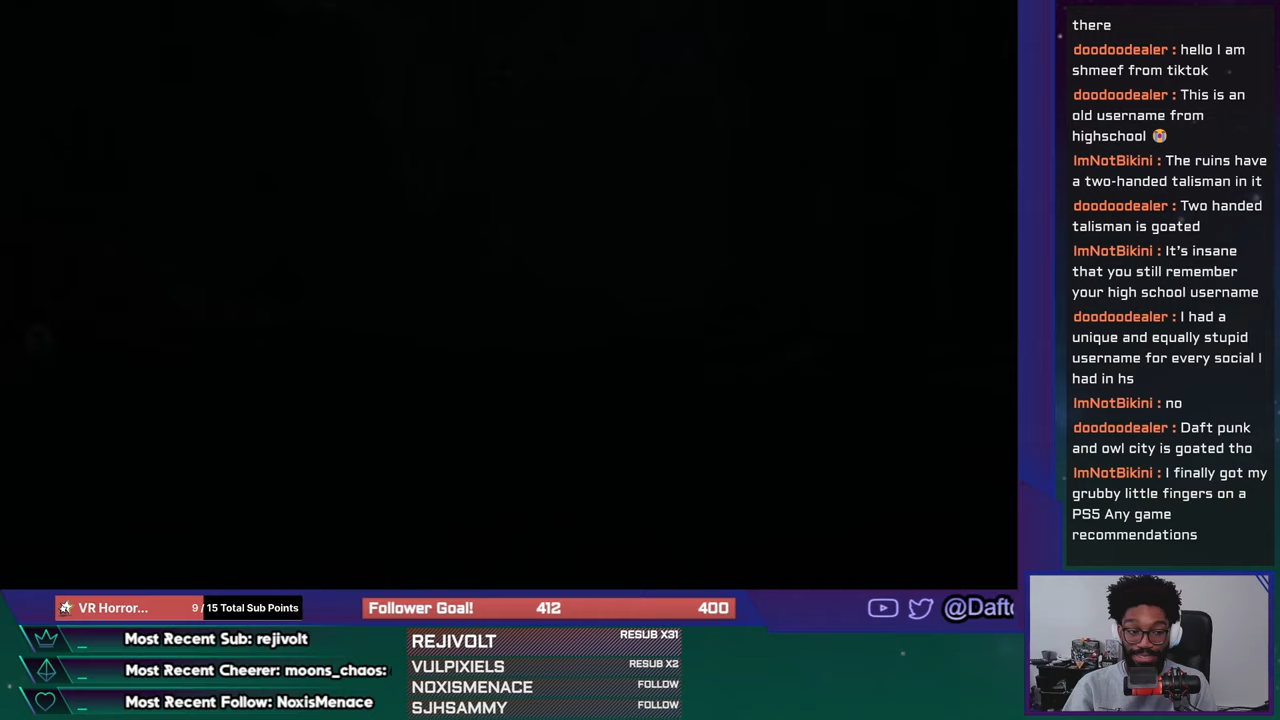 there
doodoodealer : hello I am
shmeef from tiktok
doodoodealer : This is an
old username from
highschool 😭
ImNotBikini : The ruins have
a two-handed talisman in it
doodoodealer : Two handed
talisman is goated
ImNotBikini : It's insane
that you still remember
your high school username
doodoodealer : I had a
unique and equally stupid
username for every social I
had in hs
ImNotBikini : no
doodoodealer : Daft punk
and owl city is goated tho
ImNotBikini : I finally got my
grubby little fingers on a
PS5 Any game
recommendations
VR Horror... 9 / 15 Total Sub Points
Follower Goal! 412 400
@Dafto
Most Recent Sub: rejivolt
Most Recent Cheerer: moons_chaos:
Most Recent Follow: NoxisMenace
REJIVOLT RESUB X31
VULPIXIELS RESUB X2
NOXISMENACE FOLLOW
SJHSAMMY FOLLOW